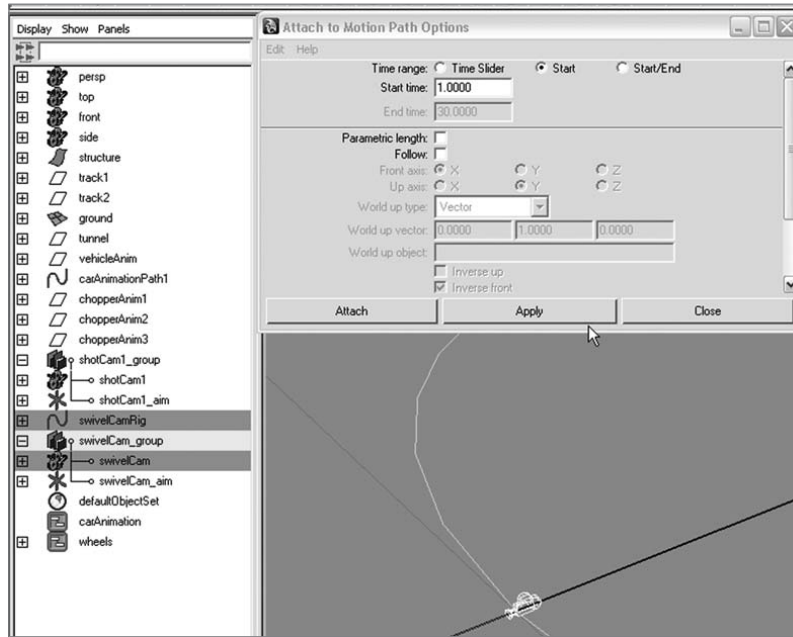 Display Show Panels
persp
top
front
side
structure
track1
track2
ground
tunnel
vehicleAnim
carAnimationPath1
chopperAnim1
chopperAnim2
chopperAnim3
shotCam1_group
shotCam1
shotCam1_aim
swivelCamRig
swivelCam_group
swivelCam
swivelCam_aim
defaultObjectSet
carAnimation
wheels
Attach to Motion Path Options
Edit Help
Time range: Time Slider Start Start/End
Start time: 1.0000
End time: 30.0000
Parametric length:
Follow:
Front axis: X Y Z
Up axis: X Y Z
World up type: Vector
World up vector: 0.0000 1.0000 0.0000
World up object:
Inverse up
Inverse front
Attach Apply Close